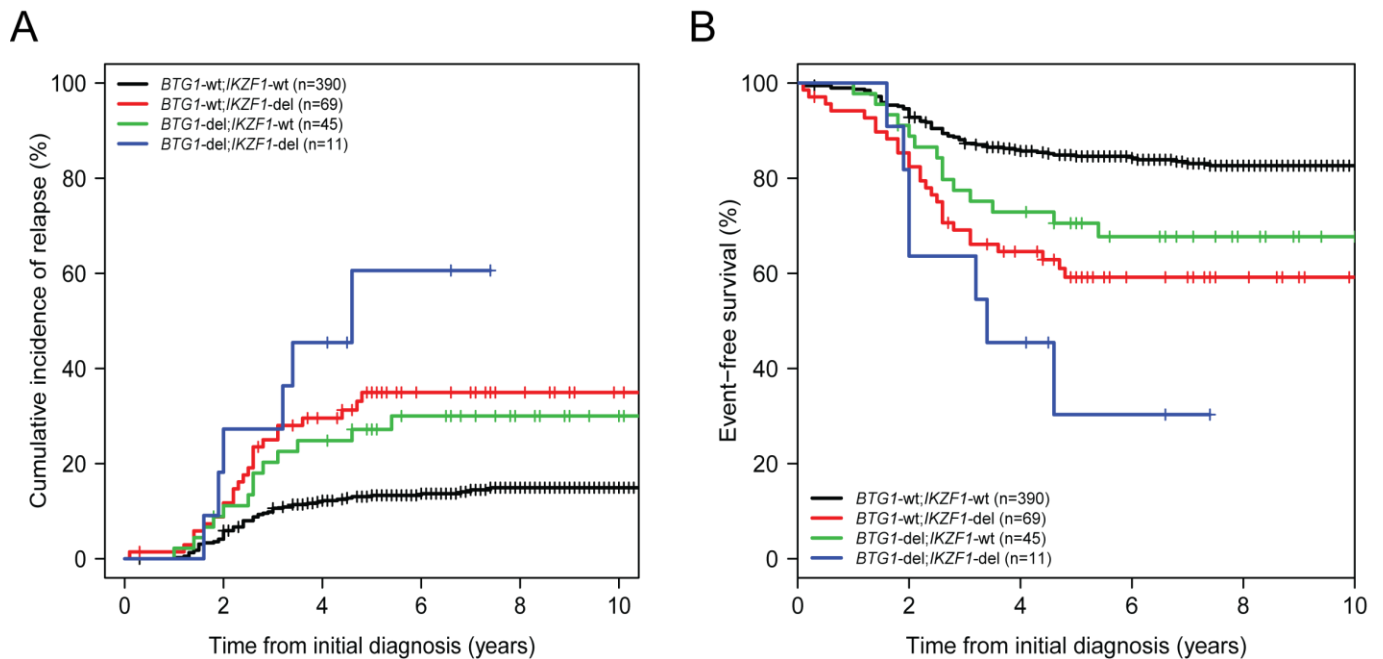 A
Cumulative incidence of relapse (%)
100
80
60
40
20
0
BTG1-wt;IKZF1-wt (n=390)
BTG1-wt;IKZF1-del (n=69)
BTG1-del;IKZF1-wt (n=45)
BTG1-del;IKZF1-del (n=11)
0 2 4 6 8 10
Time from initial diagnosis (years)
B
Event−free survival (%)
100
80
60
40
20
0
BTG1-wt;IKZF1-wt (n=390)
BTG1-wt;IKZF1-del (n=69)
BTG1-del;IKZF1-wt (n=45)
BTG1-del;IKZF1-del (n=11)
0 2 4 6 8 10
Time from initial diagnosis (years)